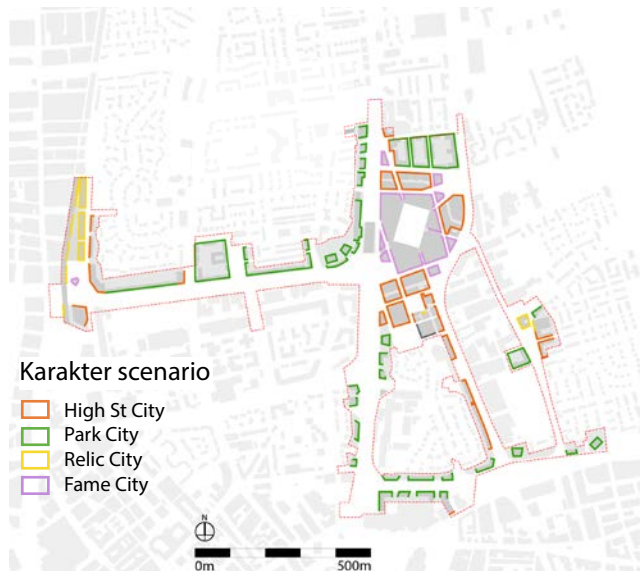 Karakter scenario
High St City
Park City
Relic City
Fame City
N
0m 500m